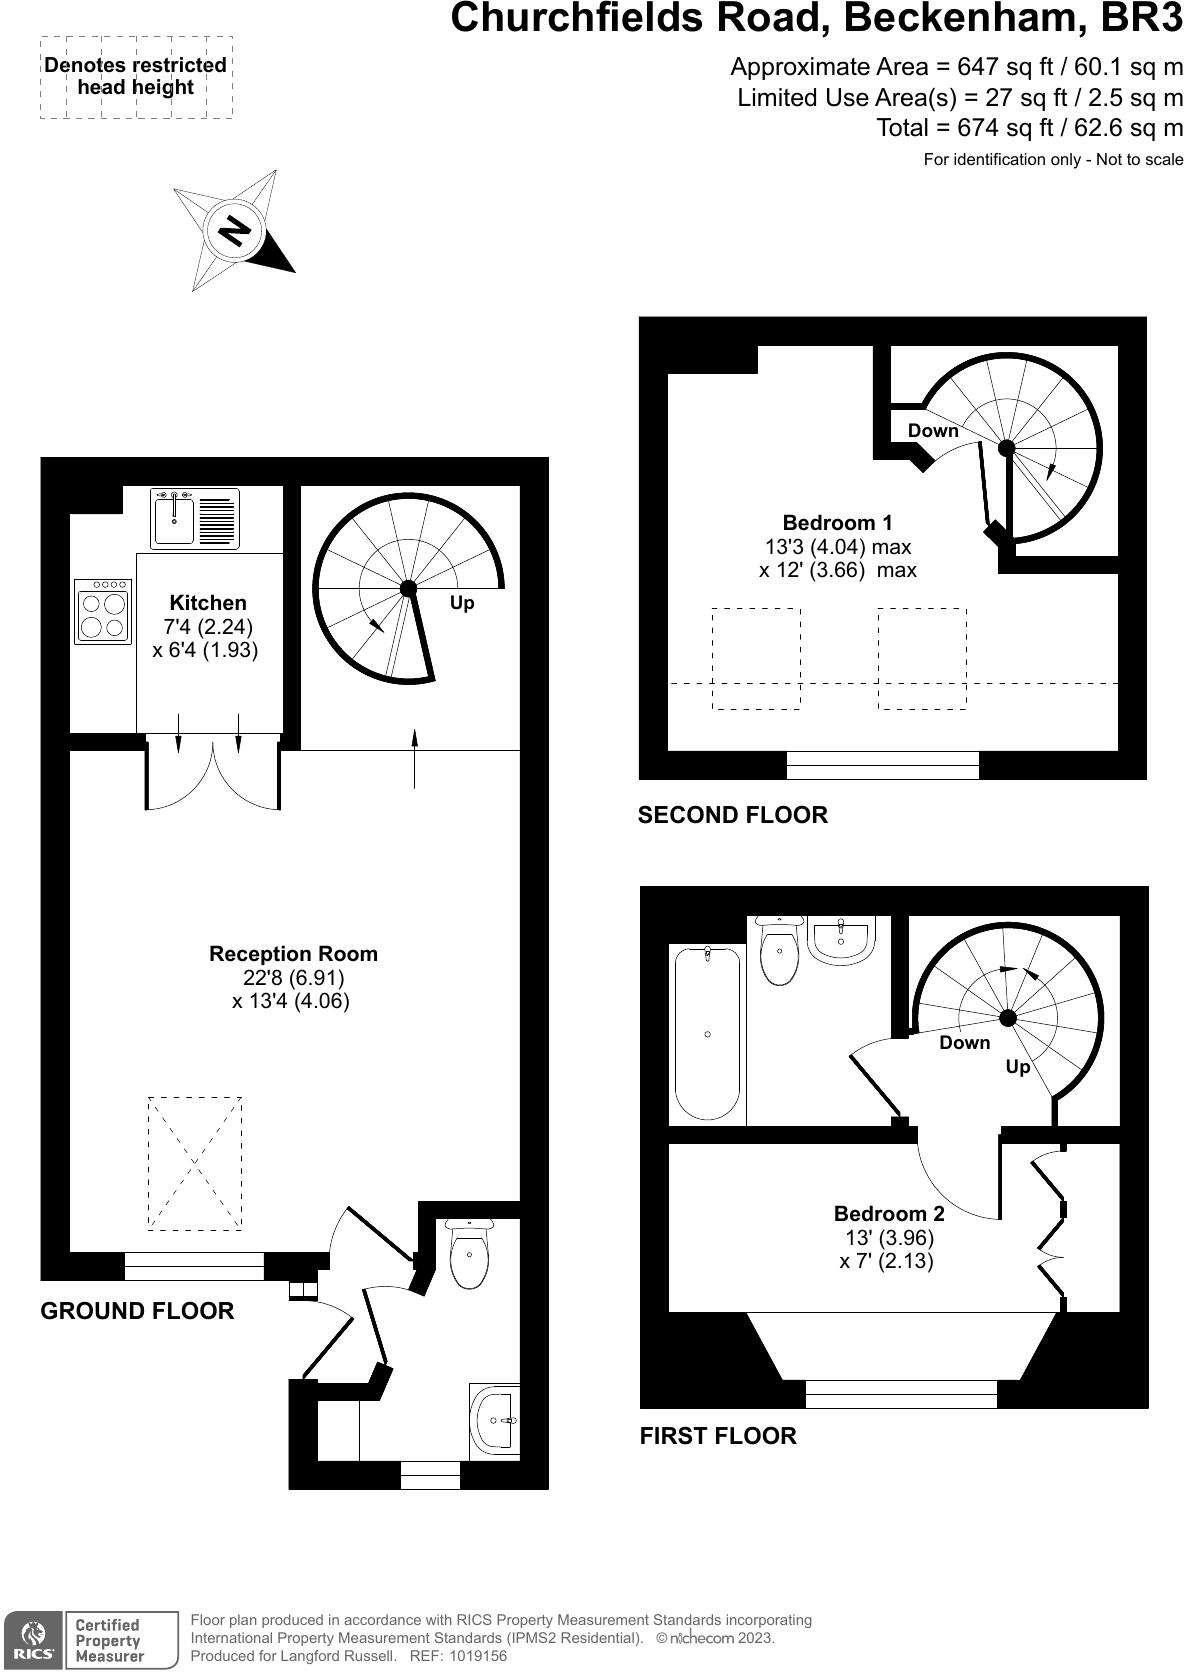 Churchfields Road, Beckenham, BR3
Approximate Area = 647 sq ft / 60.1 sq m
Limited Use Area(s) = 27 sq ft / 2.5 sq m
Total = 674 sq ft / 62.6 sq m
For identification only - Not to scale
Denotes restricted
head height
N
Down
Bedroom 1
13'3 (4.04) max
x 12' (3.66) max
SECOND FLOOR
Kitchen
7'4 (2.24)
x 6'4 (1.93)
Up
Reception Room
22'8 (6.91)
x 13'4 (4.06)
GROUND FLOOR
Down
Up
Bedroom 2
13' (3.96)
x 7' (2.13)
FIRST FLOOR
RICS
Certified
Property
Measurer
Floor plan produced in accordance with RICS Property Measurement Standards incorporating
International Property Measurement Standards (IPMS2 Residential). © nichecom 2023.
Produced for Langford Russell. REF: 1019156